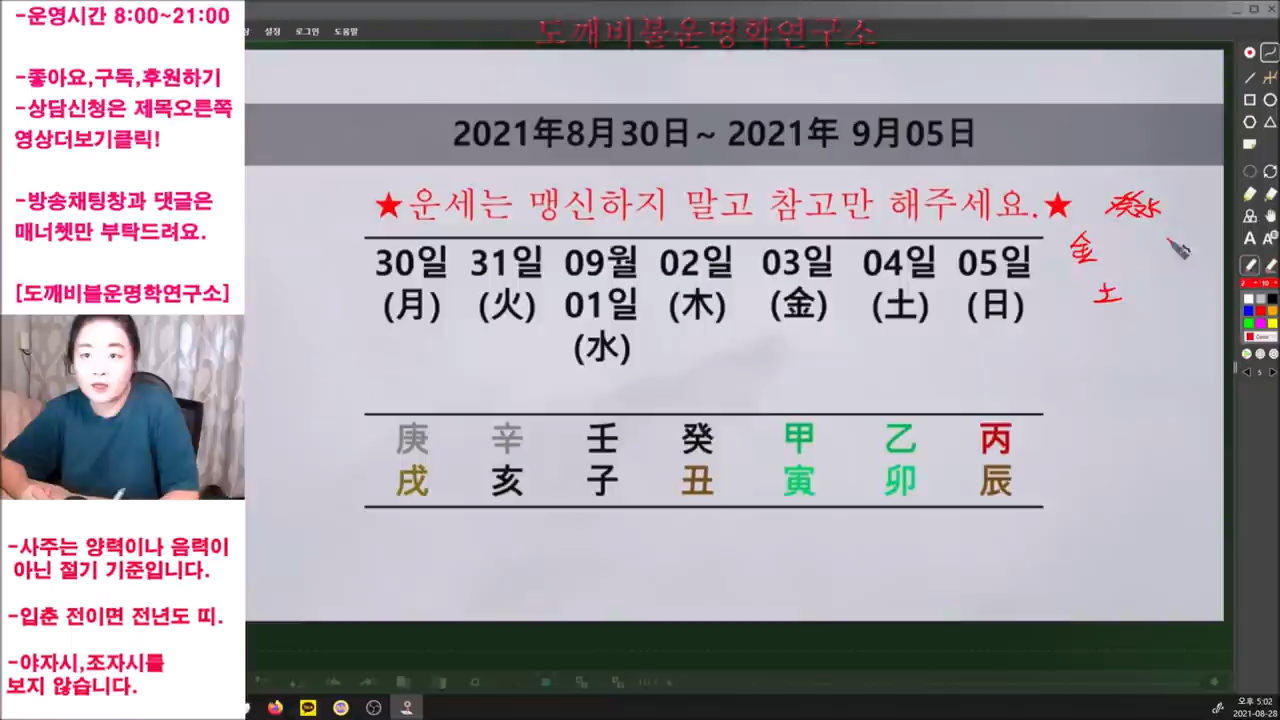 -운영시간 8:00~21:00
-좋아요,구독,후원하기
-상담신청은 제목오른쪽
영상더보기클릭!
-방송채팅창과 댓글은
매너쳇만 부탁드려요.
[도깨비불운명학연구소]
-사주는 양력이나 음력이
아닌 절기 기준입니다.
-입춘 전이면 전년도 띠.
-야자시,조자시를
보지 않습니다.
설정 로그인 도움말
도깨비불운명학연구소
2021年8月30日~ 2021年 9月05日
★운세는 맹신하지 말고 참고만 해주세요.★
30일 31일 09월 02일 03일 04일 05일
(月) (火) 01일 (木) (金) (土) (日)
(水)
庚 辛 壬 癸 甲 乙 丙
戌 亥 子 丑 寅 卯 辰
癸水
金
土
오후 5:02
2021-08-28